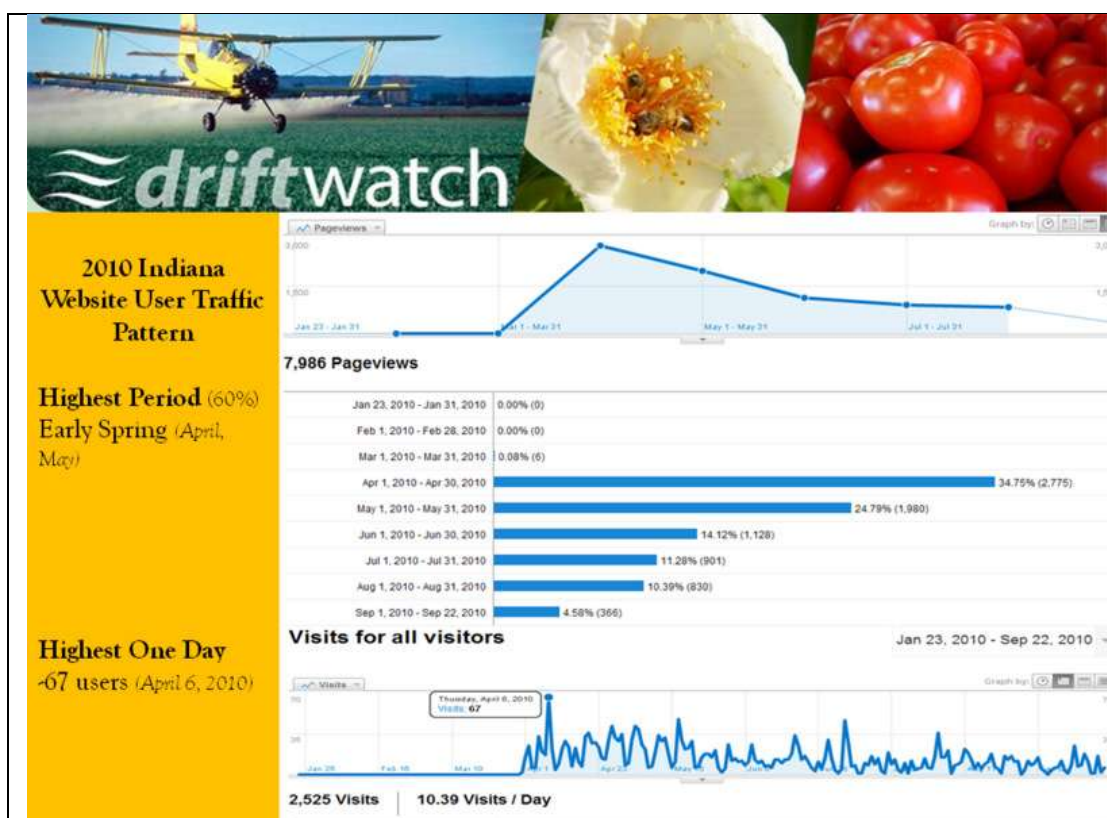 driftwatch
2010 Indiana
Website User Traffic
Pattern
Highest Period (60%)
Early Spring (April,
May)
Highest One Day
-67 users (April 6, 2010)
Pageviews
Graph by:
3,000
1,500
Jan 23 - Jan 31
Mar 1 - Mar 31
May 1 - May 31
Jul 1 - Jul 31
7,986 Pageviews
Jan 23, 2010 - Jan 31, 2010 0.00% (0)
Feb 1, 2010 - Feb 28, 2010 0.00% (0)
Mar 1, 2010 - Mar 31, 2010 0.08% (6)
Apr 1, 2010 - Apr 30, 2010 34.75% (2,775)
May 1, 2010 - May 31, 2010 24.79% (1,980)
Jun 1, 2010 - Jun 30, 2010 14.12% (1,128)
Jul 1, 2010 - Jul 31, 2010 11.28% (901)
Aug 1, 2010 - Aug 31, 2010 10.39% (830)
Sep 1, 2010 - Sep 22, 2010 4.58% (366)
Visits for all visitors
Jan 23, 2010 - Sep 22, 2010
Visits
Graph by:
April 6, 2010
Visits: 67
70
35
2,525 Visits
10.39 Visits / Day